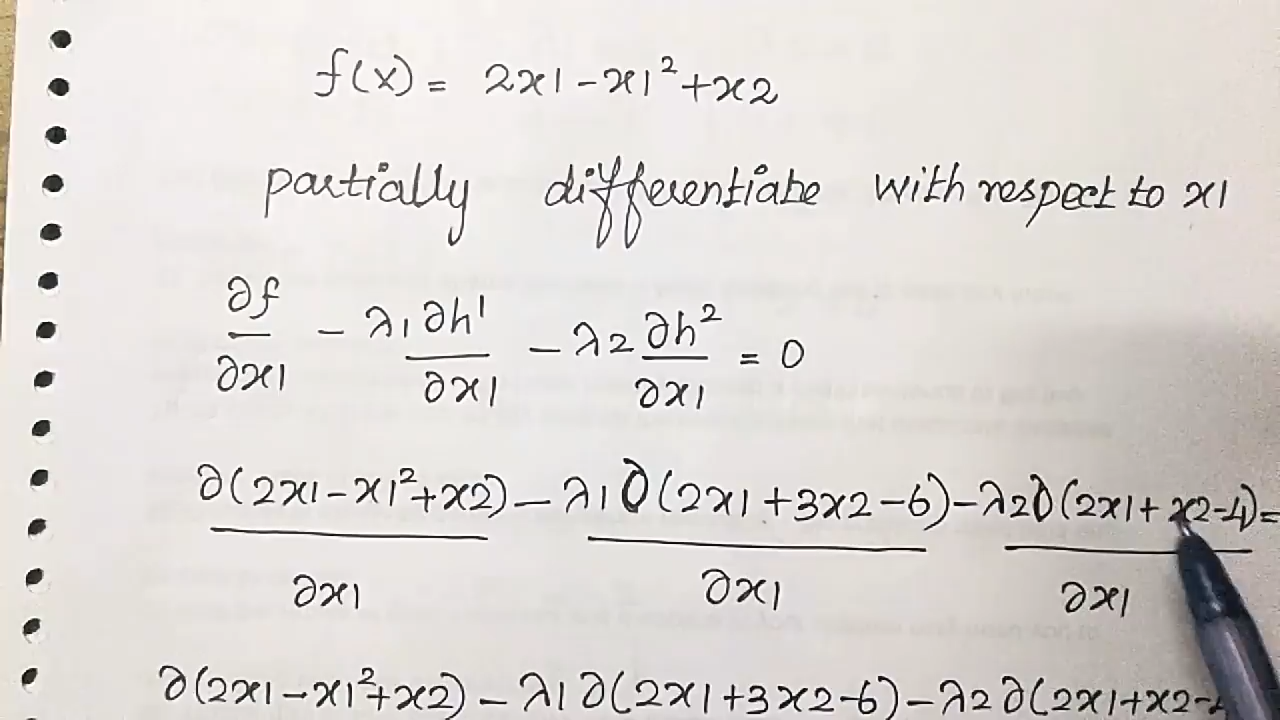 f(x) = 2x1 - x1² + x2
partially differentiate with respect to x1
∂f/∂x1 - λ1 ∂h¹/∂x1 - λ2 ∂h²/∂x1 = 0
∂(2x1 - x1² + x2)/∂x1 - λ1 ∂(2x1 + 3x2 - 6)/∂x1 - λ2 ∂(2x1 + x2 - 4)/∂x1 =
∂(2x1 - x1² + x2) - λ1 ∂(2x1 + 3x2 - 6) - λ2 ∂(2x1 + x2 -